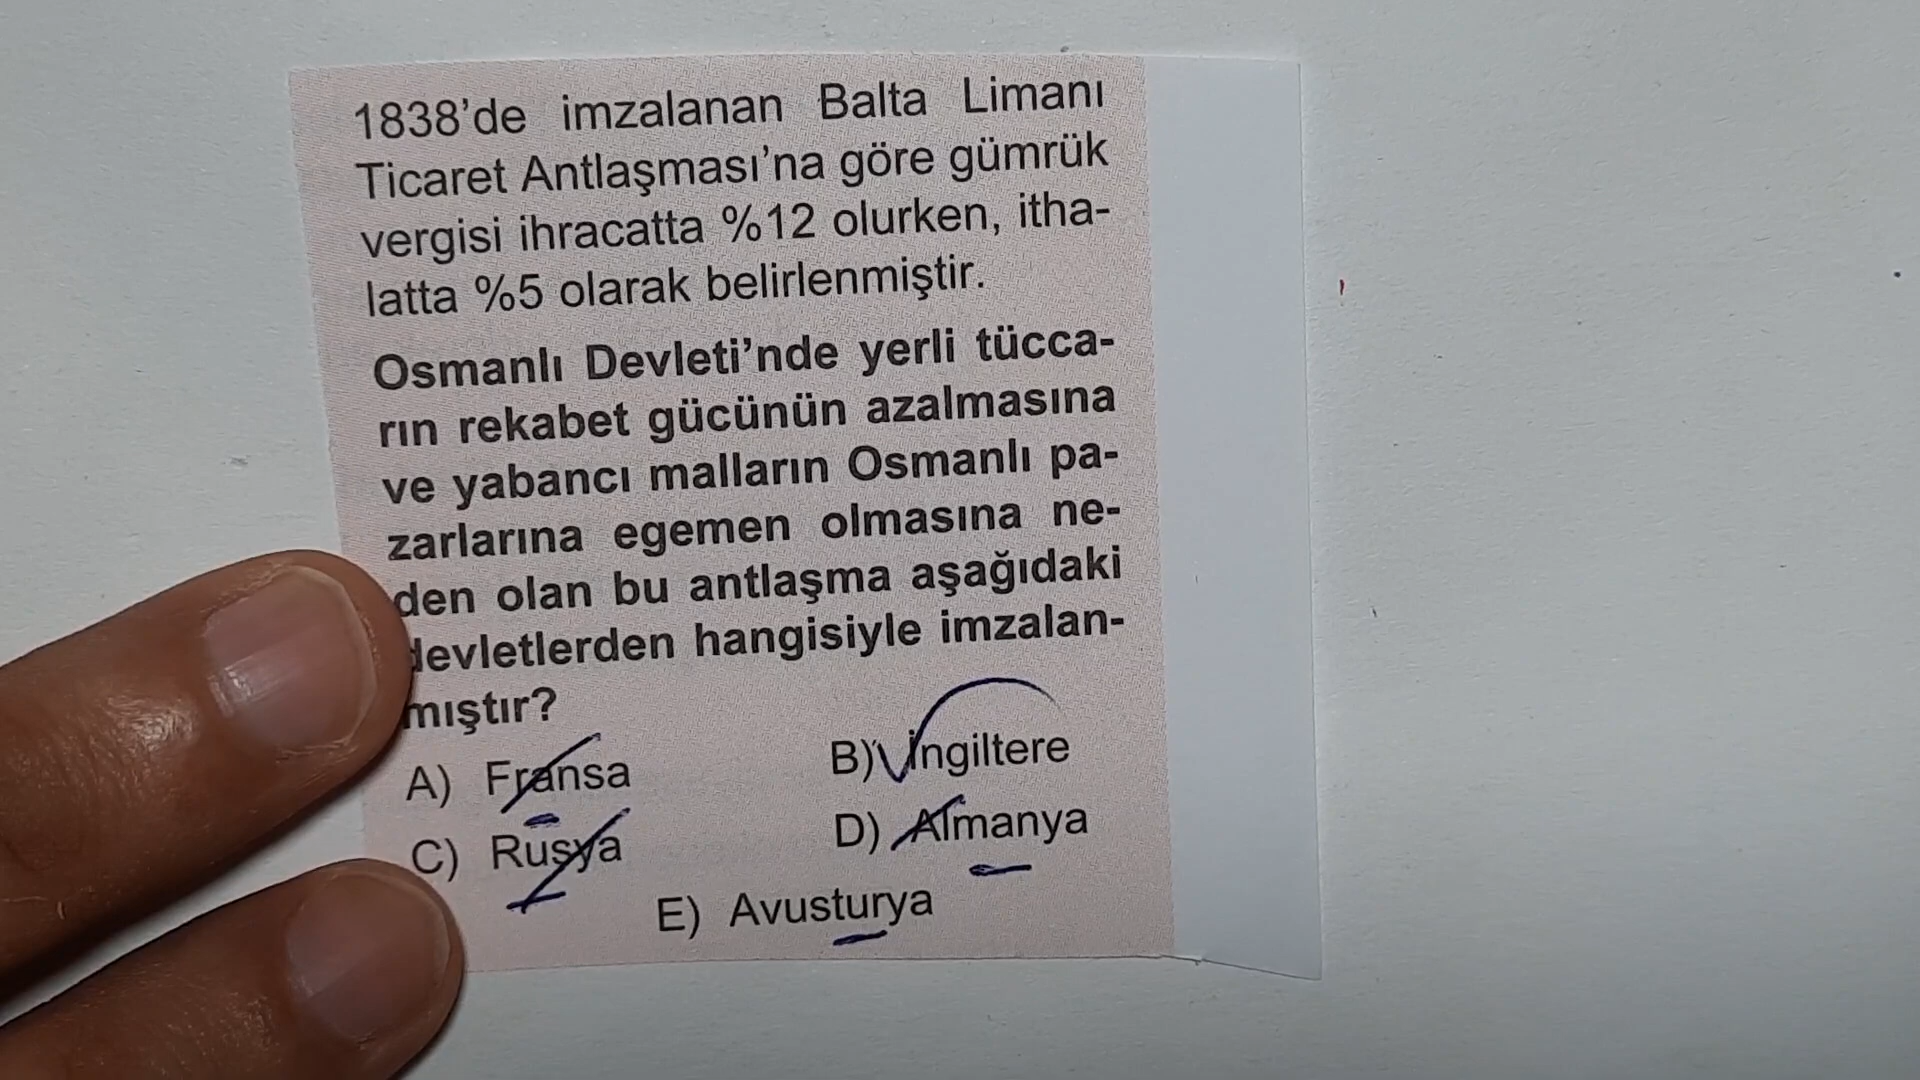 1838'de imzalanan Balta Limanı
Ticaret Antlaşması'na göre gümrük
vergisi ihracatta %12 olurken, itha-
latta %5 olarak belirlenmiştir.
Osmanlı Devleti'nde yerli tücca-
rın rekabet gücünün azalmasına
ve yabancı malların Osmanlı pa-
zarlarına egemen olmasına ne-
den olan bu antlaşma aşağıdaki
devletlerden hangisiyle imzalan-
mıştır?
A) Fransa B) İngiltere
C) Rusya D) Almanya
E) Avusturya